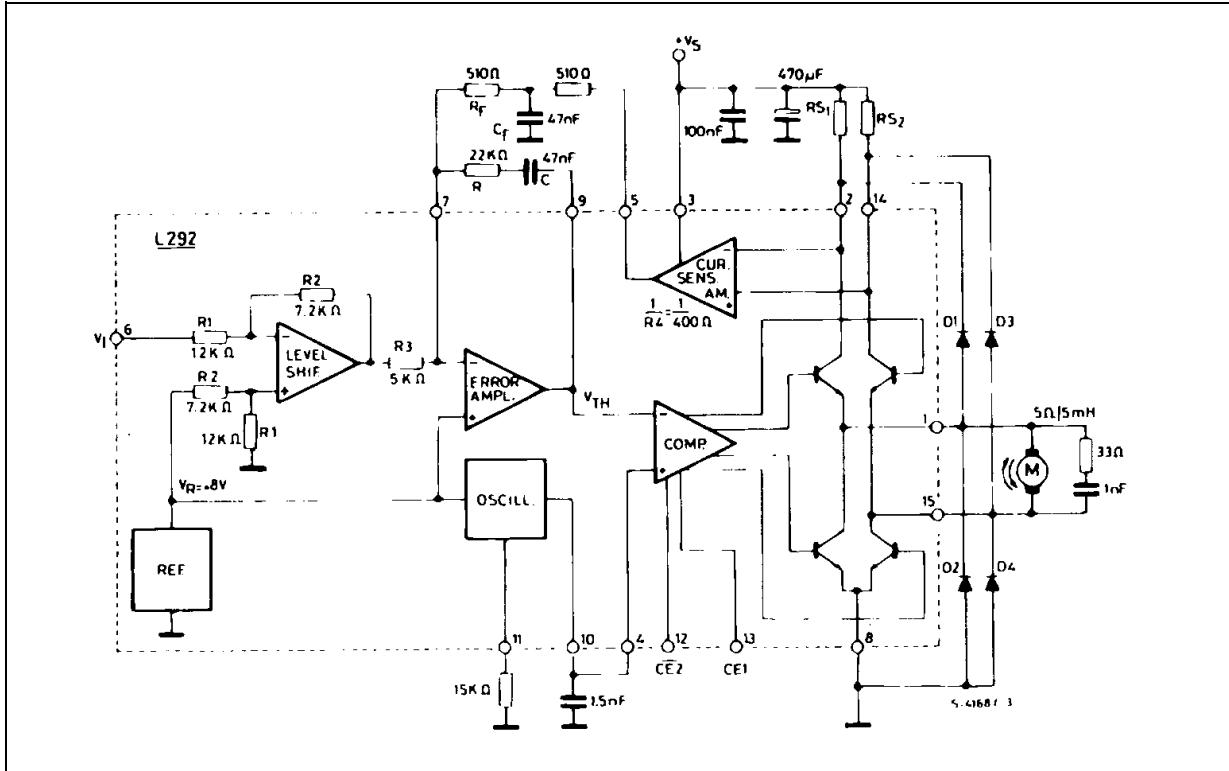 +VS
510Ω
510Ω
470µF
RF
Cf
47nF
100nF
RS1
RS2
22KΩ
47nF
R
C
7
9
5
3
2
14
L292
CUR.
SENS.
AM.
1/R4=1/400Ω
R2
7.2KΩ
VI
6
R1
12KΩ
LEVEL
SHIF.
R3
5KΩ
ERROR
AMPL.
VTH
R2
7.2KΩ
12KΩ
R1
COMP.
D1
D3
1
5Ω/5mH
33Ω
M
1nF
15
VR=+8V
OSCILL.
REF
D2
D4
11
10
4
12
13
8
CE2
CE1
15KΩ
1.5nF